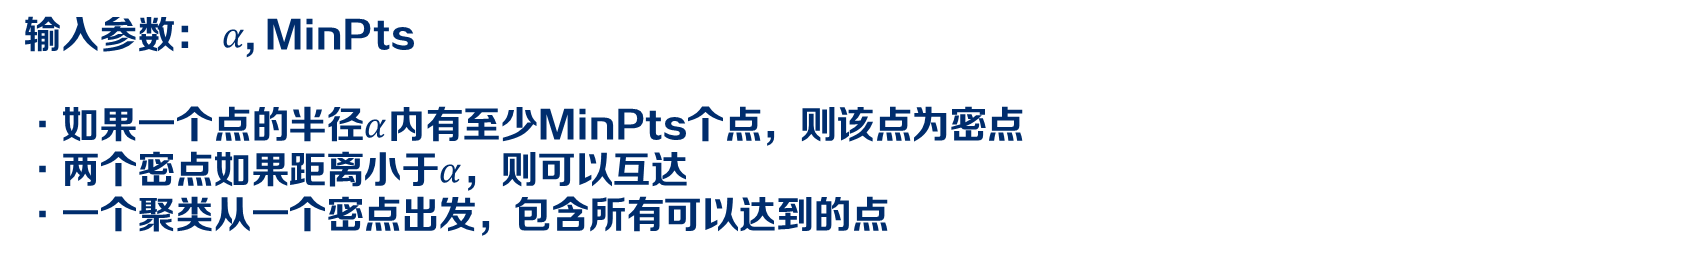 输入参数： α, MinPts
· 如果一个点的半径α内有至少MinPts个点，则该点为密点
· 两个密点如果距离小于α，则可以互达
· 一个聚类从一个密点出发，包含所有可以达到的点